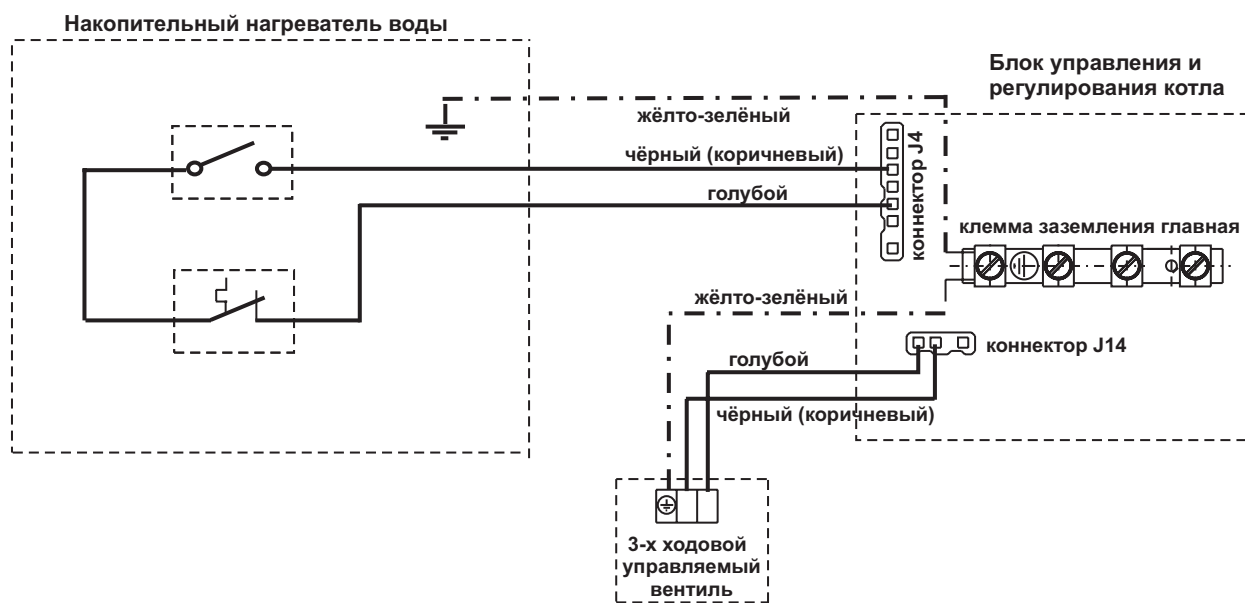 Накопительный нагреватель воды
Блок управления и
регулирования котла
жёлто-зелёный
чёрный (коричневый)
голубой
коннектор J4
клемма заземления главная
жёлто-зелёный
коннектор J14
голубой
чёрный (коричневый)
3-х ходовой
управляемый
вентиль